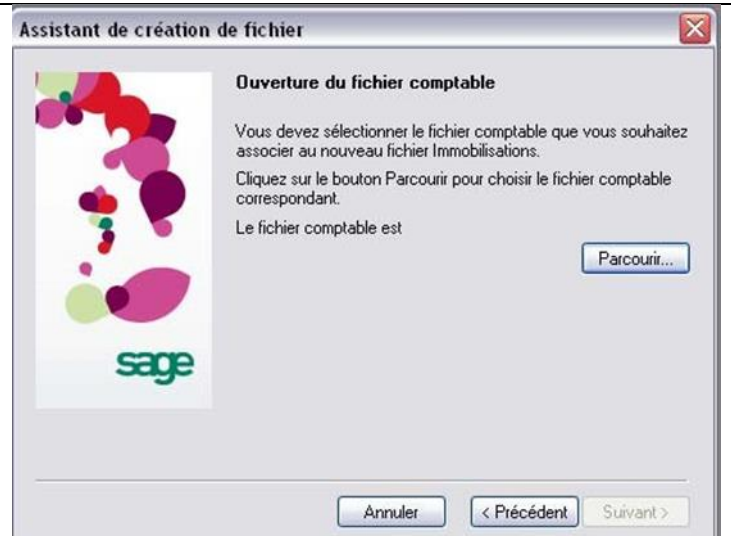 Assistant de création de fichier
Ouverture du fichier comptable
Vous devez sélectionner le fichier comptable que vous souhaitez
associer au nouveau fichier Immobilisations.
Cliquez sur le bouton Parcourir pour choisir le fichier comptable
correspondant.
Le fichier comptable est
Parcourir...
sage
Annuler
< Précédent
Suivant >